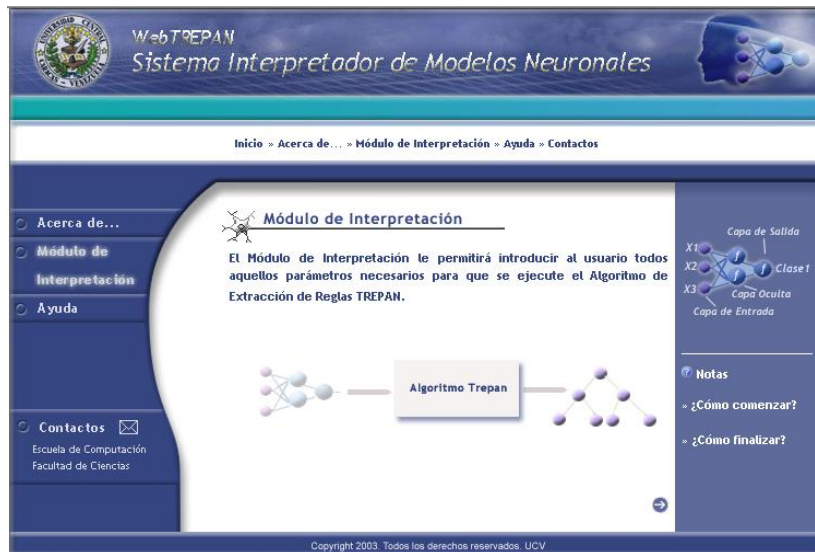 WebTREPAN
Sistema Interpretador de Modelos Neuronales
Inicio » Acerca de... » Módulo de Interpretación » Ayuda » Contactos
Acerca de...
Módulo de
Interpretación
Ayuda
Contactos
Escuela de Computación
Facultad de Ciencias
Módulo de Interpretación
El Módulo de Interpretación le permitirá introducir al usuario todos
aquellos parámetros necesarios para que se ejecute el Algoritmo de
Extracción de Reglas TREPAN.
Algoritmo Trepan
Capa de Salida
X1
X2
Clase1
X3
Capa Oculta
Capa de Entrada
Notas
» ¿Cómo comenzar?
» ¿Cómo finalizar?
Copyright 2003. Todos los derechos reservados. UCV